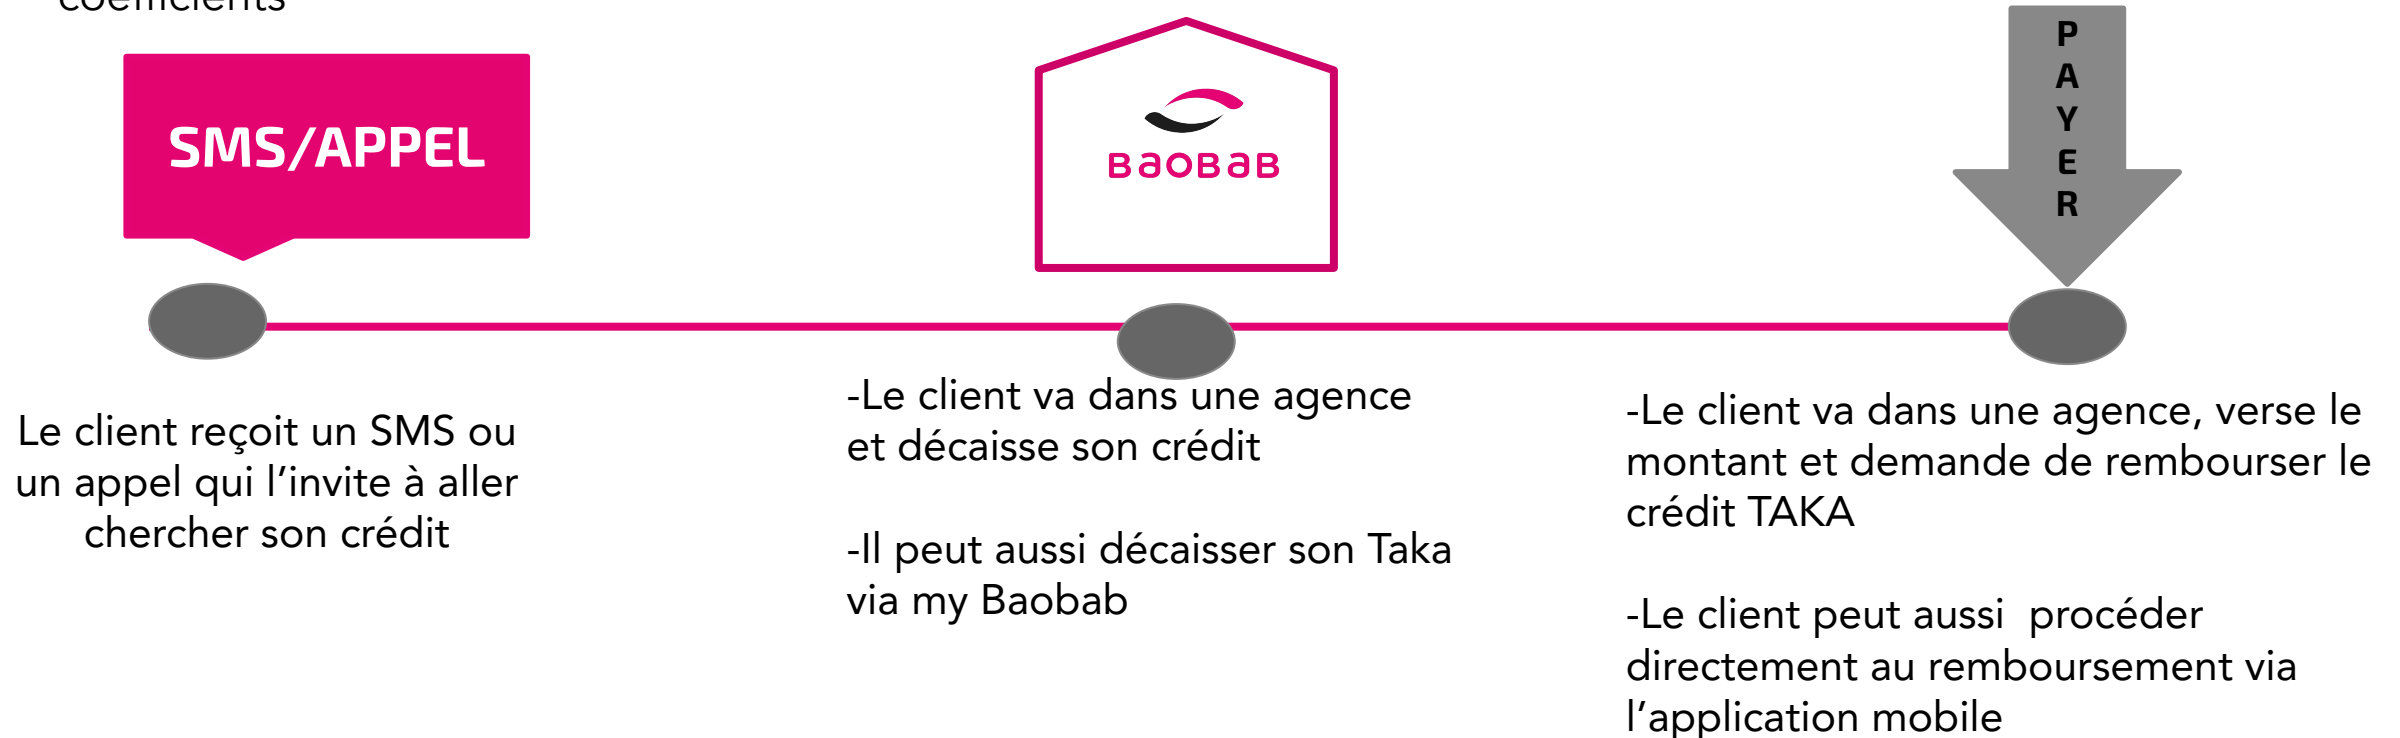 coefficients
SMS/APPEL
BAOBAB
P
A
Y
E
R
Le client reçoit un SMS ou
un appel qui l’invite à aller
chercher son crédit
-Le client va dans une agence
et décaisse son crédit
-Il peut aussi décaisser son Taka
via my Baobab
-Le client va dans une agence, verse le
montant et demande de rembourser le
crédit TAKA
-Le client peut aussi  procéder
directement au remboursement via
l’application mobile